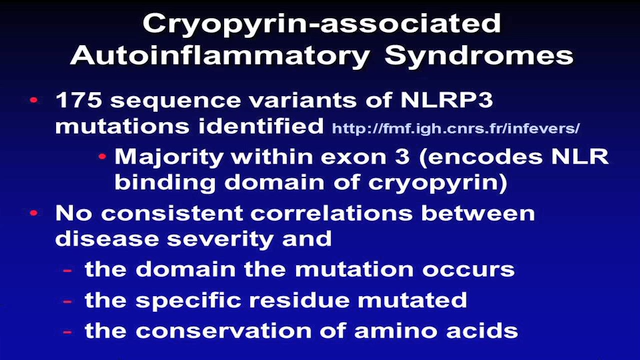 Cryopyrin-associated
Autoinflammatory Syndromes
• 175 sequence variants of NLRP3
mutations identified http://fmf.igh.cnrs.fr/infevers/
• Majority within exon 3 (encodes NLR
binding domain of cryopyrin)
• No consistent correlations between
disease severity and
- the domain the mutation occurs
- the specific residue mutated
- the conservation of amino acids